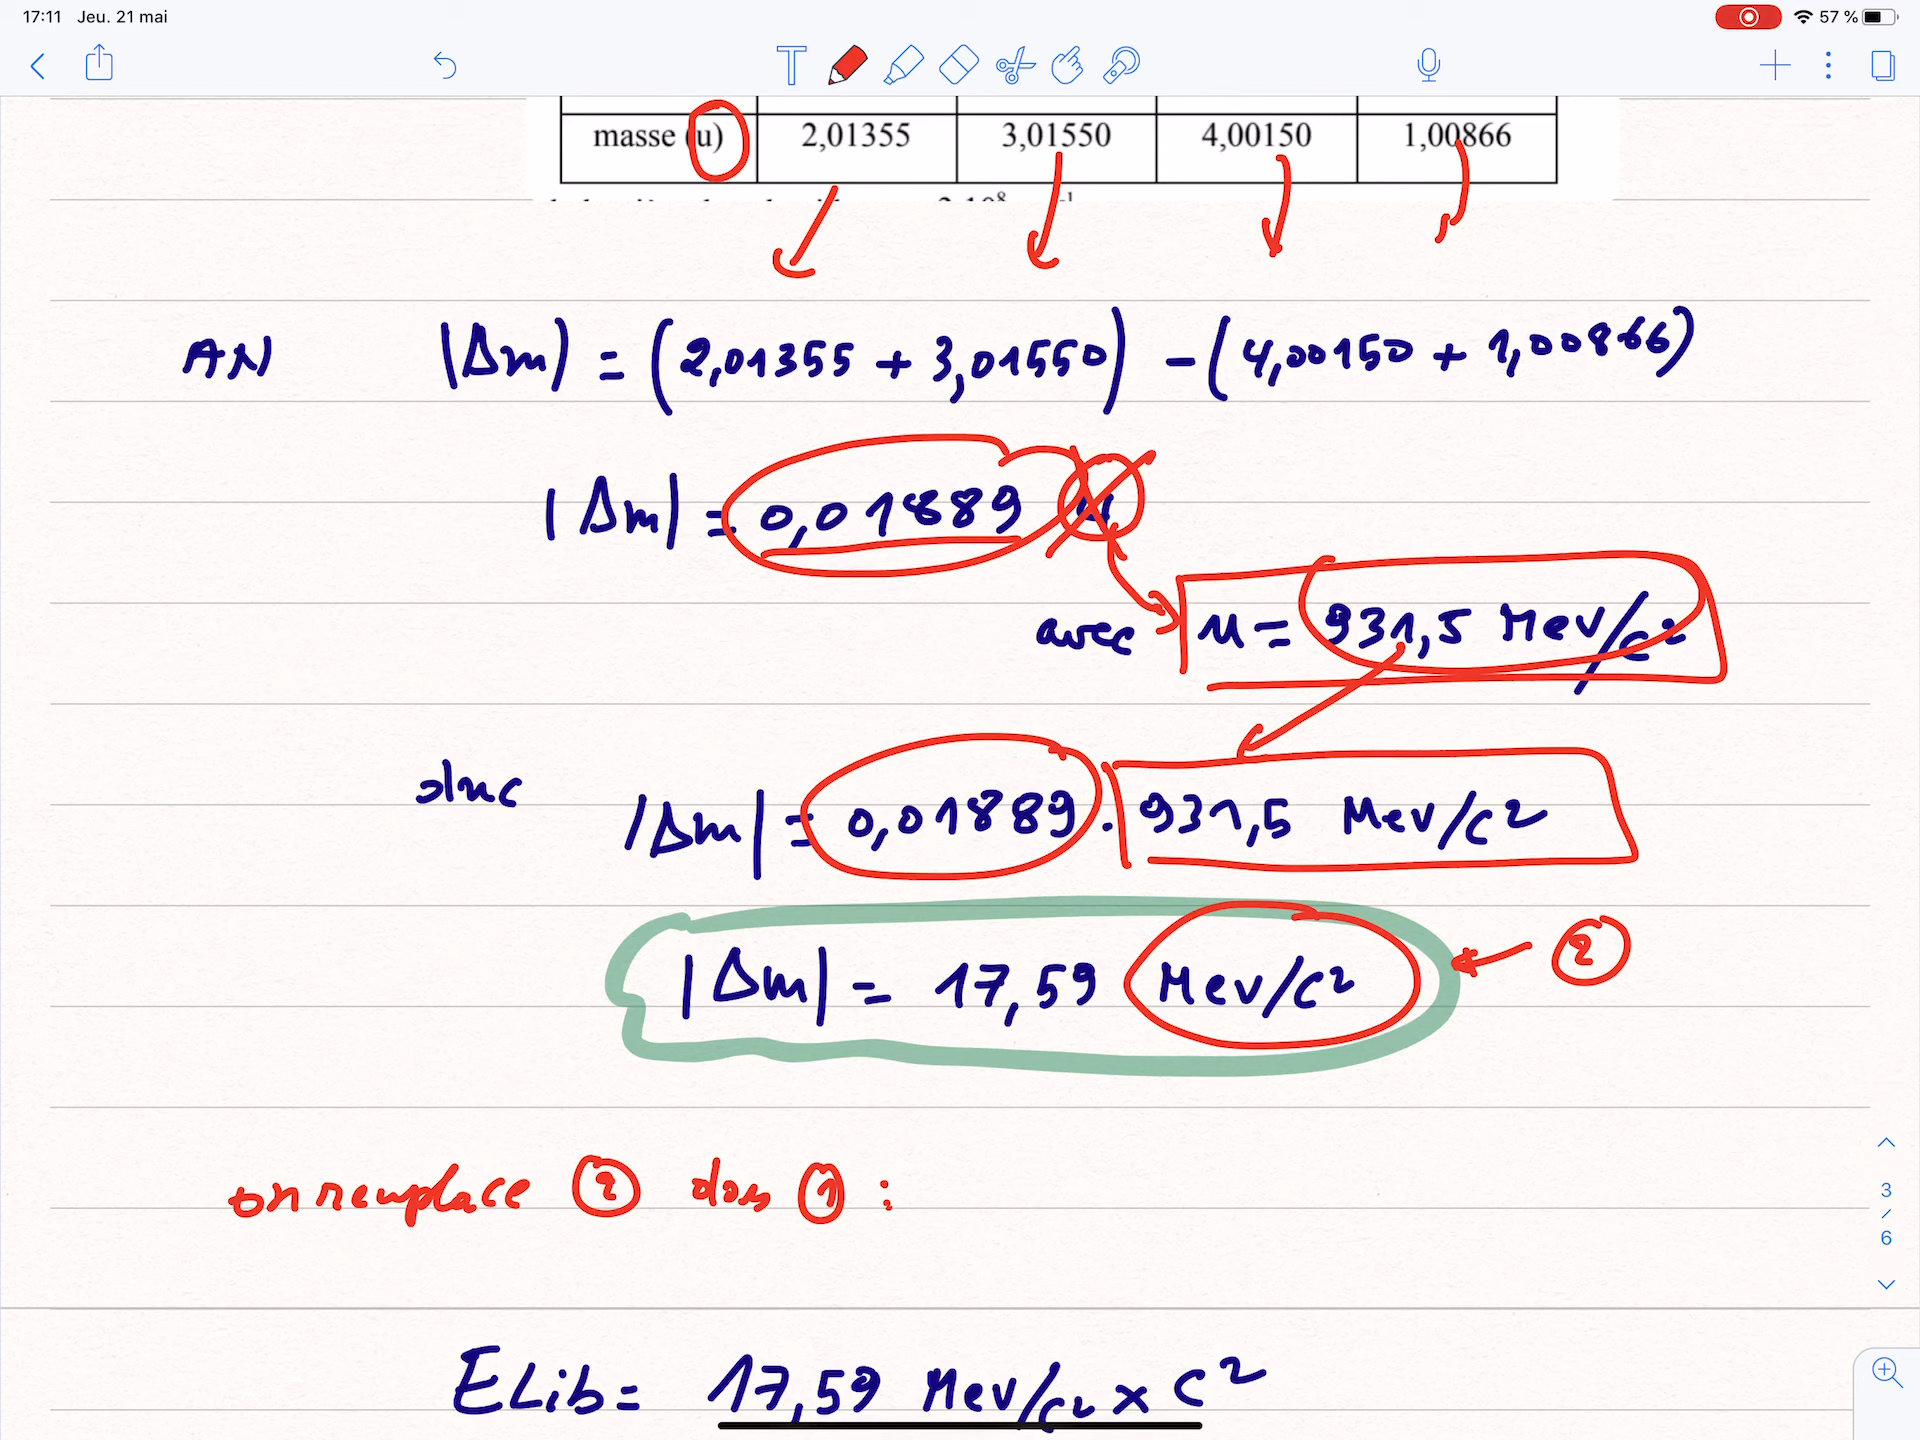 17:11 Jeu. 21 mai 57 %
masse (u) 2,01355 3,01550 4,00150 1,00866
AN |Δm| = (2,01355 + 3,01550) - (4,00150 + 1,00866)
|Δm| = 0,01889 u
avec u = 931,5 Mev/c²
donc |Δm| = 0,01889 . 931,5 Mev/c²
|Δm| = 17,59 Mev/c² ②
on remplace ② dans ① :
3
/
6
ELib = 17,59 Mev/c² x c²